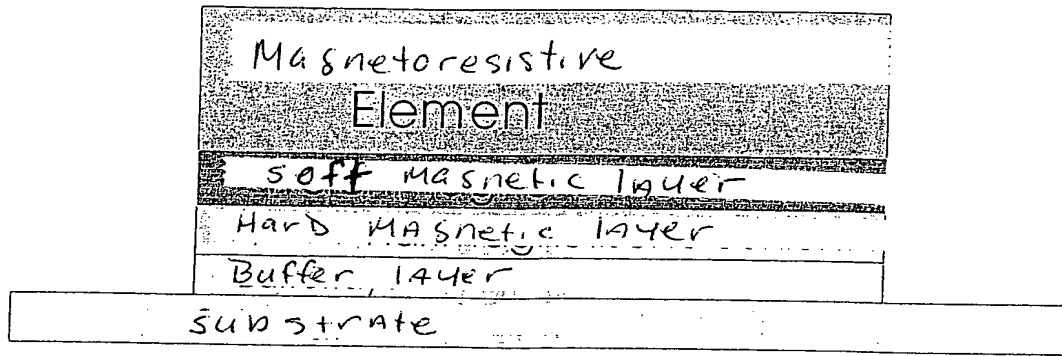 Magnetoresistive
Element
soft magnetic layer
HarD MAgnetic lAyer
Buffer lAyer
substrAte